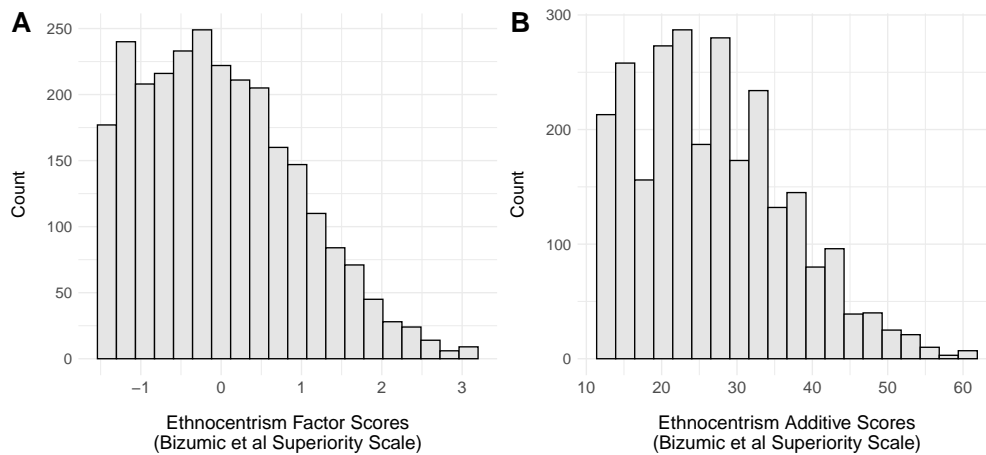 A
Count
250
200
150
100
50
0
−1
0
1
2
3
Ethnocentrism Factor Scores
(Bizumic et al Superiority Scale)
B
Count
300
200
100
0
10
20
30
40
50
60
Ethnocentrism Additive Scores
(Bizumic et al Superiority Scale)